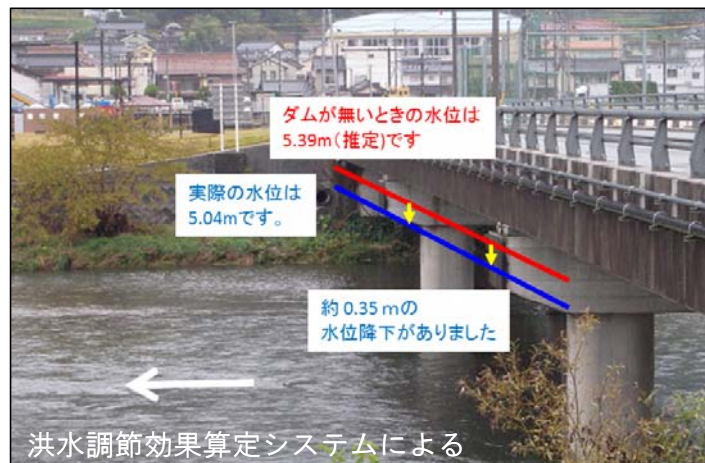 ダムが無いときの水位は
5.39m(推定)です
実際の水位は
5.04mです。
約0.35mの
水位降下がありました
洪水調節効果算定システムによる